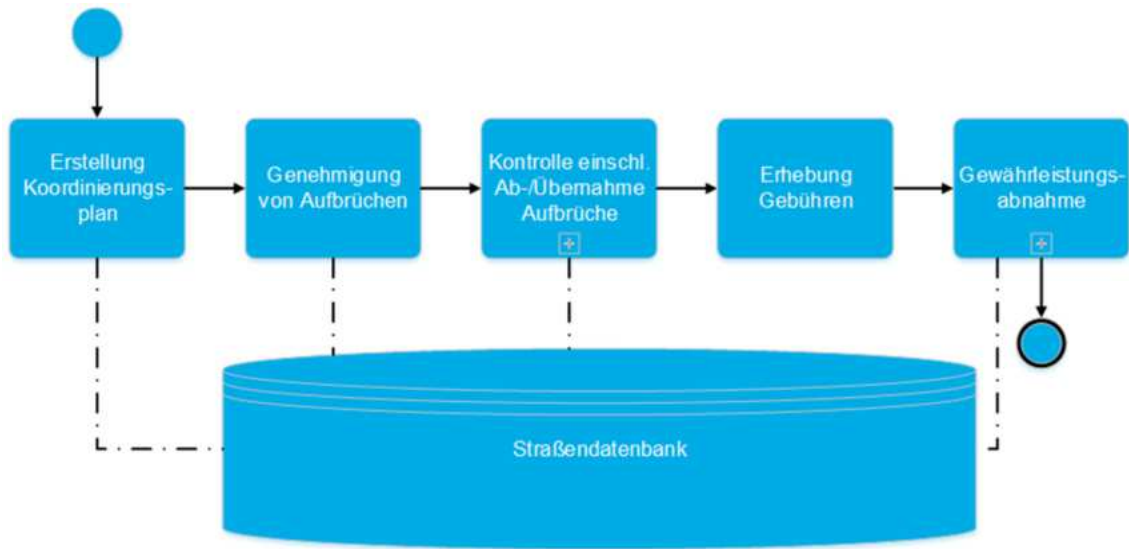 Erstellung
Koordinierungs-
plan
Genehmigung
von Aufbrüchen
Kontrolle einschl.
Ab-/Übernahme
Aufbrüche
Erhebung
Gebühren
Gewährleistungs-
abnahme
Straßendatenbank